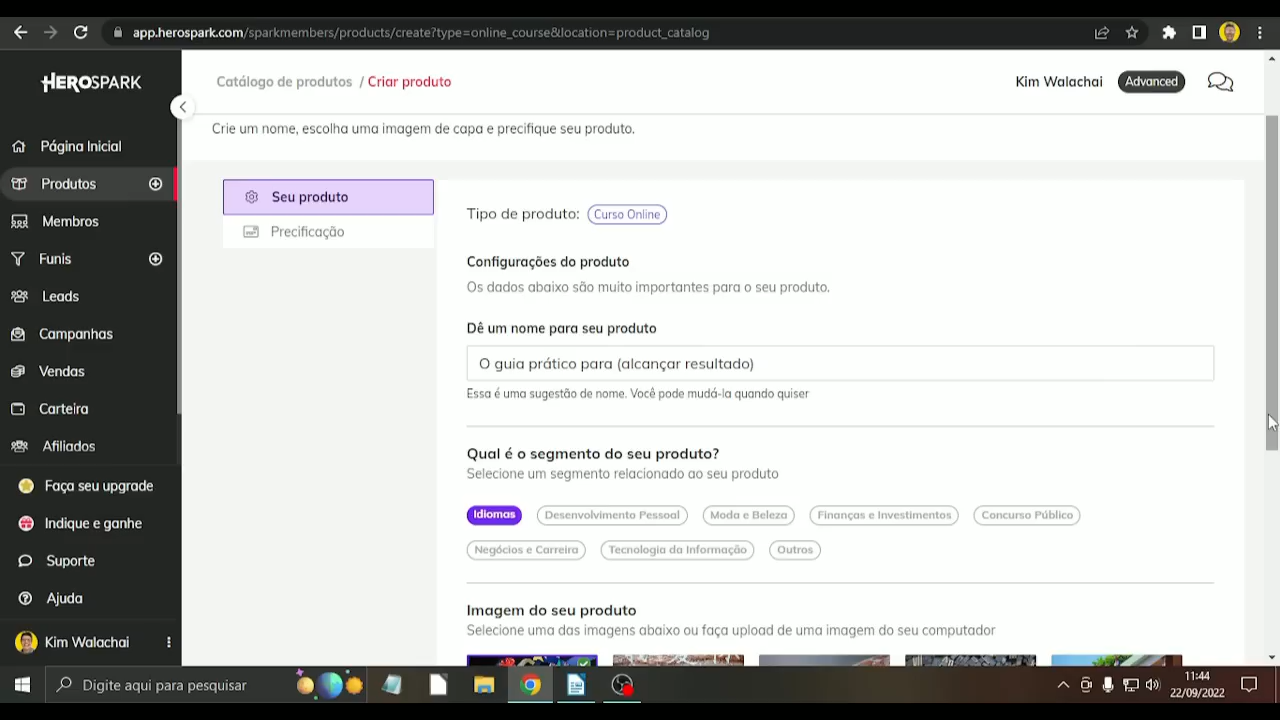 app.herospark.com/sparkmembers/products/create?type=online_course&location=product_catalog
HEROSPARK
Catálogo de produtos / Criar produto
Kim Walachai
Advanced
Crie um nome, escolha uma imagem de capa e precifique seu produto.
Página Inicial
Produtos
Membros
Funis
Leads
Campanhas
Vendas
Carteira
Afiliados
Faça seu upgrade
Indique e ganhe
Suporte
Ajuda
Kim Walachai
Seu produto
Precificação
Tipo de produto: Curso Online
Configurações do produto
Os dados abaixo são muito importantes para o seu produto.
Dê um nome para seu produto
O guia prático para (alcançar resultado)
Essa é uma sugestão de nome. Você pode mudá-la quando quiser
Qual é o segmento do seu produto?
Selecione um segmento relacionado ao seu produto
Idiomas Desenvolvimento Pessoal Moda e Beleza Finanças e Investimentos Concurso Público
Negócios e Carreira Tecnologia da Informação Outros
Imagem do seu produto
Selecione uma das imagens abaixo ou faça upload de uma imagem do seu computador
Digite aqui para pesquisar
11:44
22/09/2022